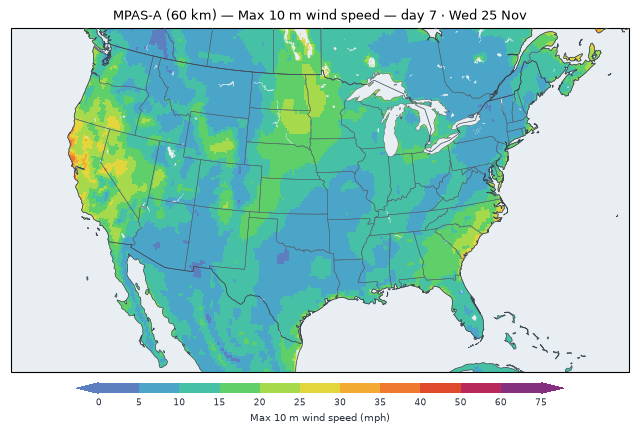 MPAS-A (60 km) — Max 10 m wind speed — day 7 · Wed 25 Nov
0 5 10 15 20 25 30 35 40 50 60 75
Max 10 m wind speed (mph)